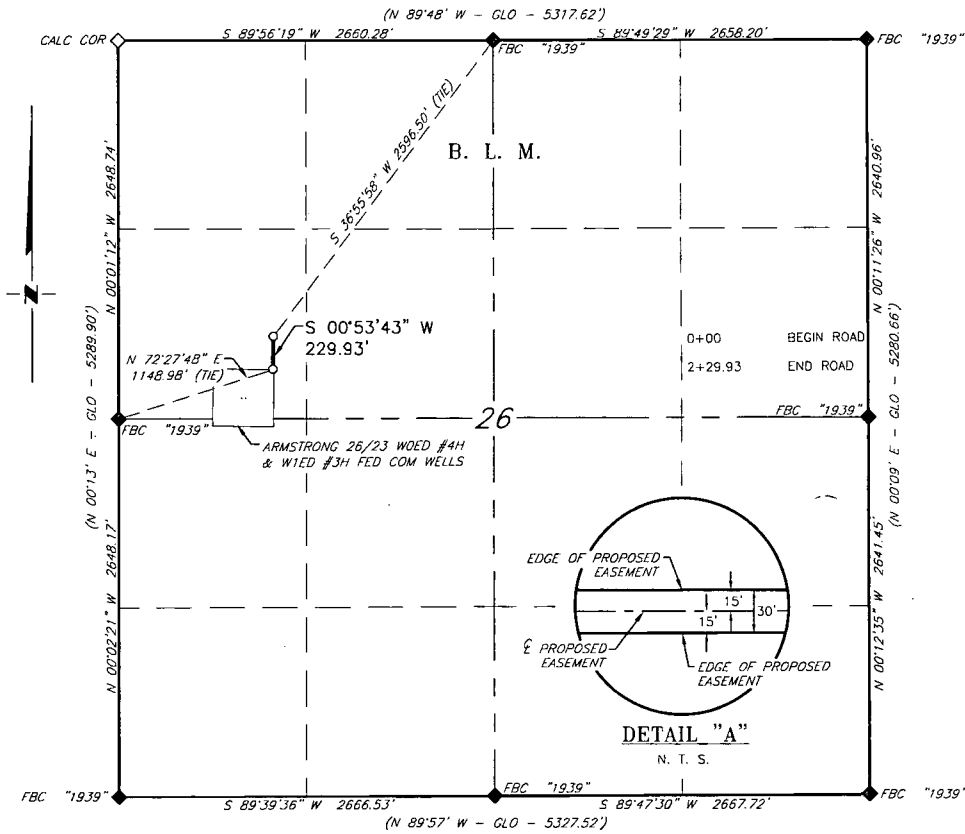 (N 89°48' W - GLO - 5317.62')
CALC COR
S 89°56'19" W 2660.28'
S 89°49'29" W 2658.20'
FBC "1939"
FBC "1939"
B. L. M.
S 36°55'58" W 2596.50' (TIE)
N 00°01'12" W 2648.74'
N 00°11'26" W 2640.96'
N
S 00°53'43" W
229.93'
0+00 BEGIN ROAD
2+29.93 END ROAD
N 72°27'48" E
1148.98' (TIE)
(N 00°13' E - GLO - 5289.90')
(N 00°09' E - GLO - 5280.66')
FBC "1939"
26
FBC "1939"
ARMSTRONG 26/23 WOED #4H
& W1ED #3H FED COM WELLS
EDGE OF PROPOSED
EASEMENT
15'
30'
15'
℄ PROPOSED
EASEMENT
EDGE OF PROPOSED
EASEMENT
N 00°02'21" W 2648.17'
N 00°12'35" W 2641.45'
DETAIL "A"
N. T. S.
FBC "1939"
S 89°39'36" W 2666.53'
FBC "1939"
S 89°47'30" W 2667.72'
FBC "1939"
(N 89°57' W - GLO - 5327.52')